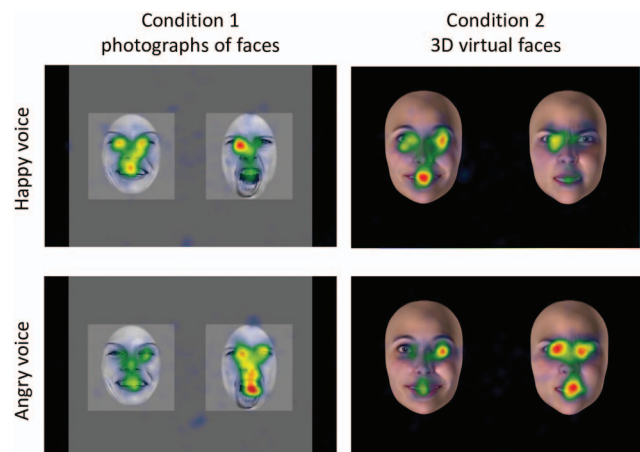 Condition 1
photographs of faces
Condition 2
3D virtual faces
Happy voice
Angry voice